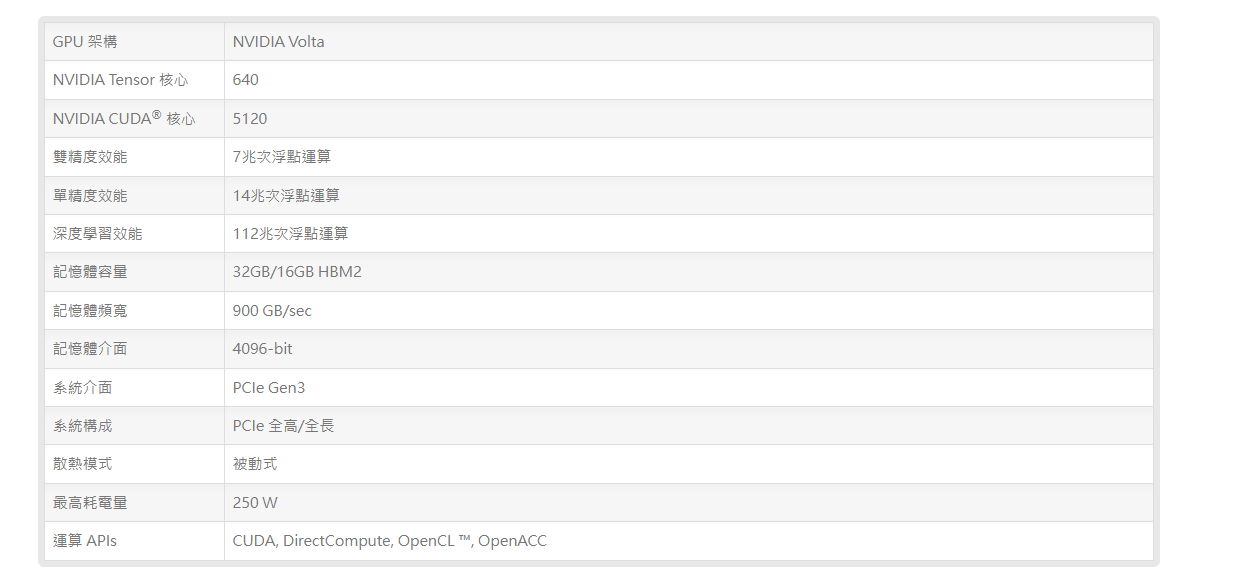 GPU 架構 NVIDIA Volta
NVIDIA Tensor 核心 640
NVIDIA CUDA® 核心 5120
雙精度效能 7兆次浮點運算
單精度效能 14兆次浮點運算
深度學習效能 112兆次浮點運算
記憶體容量 32GB/16GB HBM2
記憶體頻寬 900 GB/sec
記憶體介面 4096-bit
系統介面 PCIe Gen3
系統構成 PCIe 全高/全長
散熱模式 被動式
最高耗電量 250 W
運算 APIs CUDA, DirectCompute, OpenCL ™, OpenACC